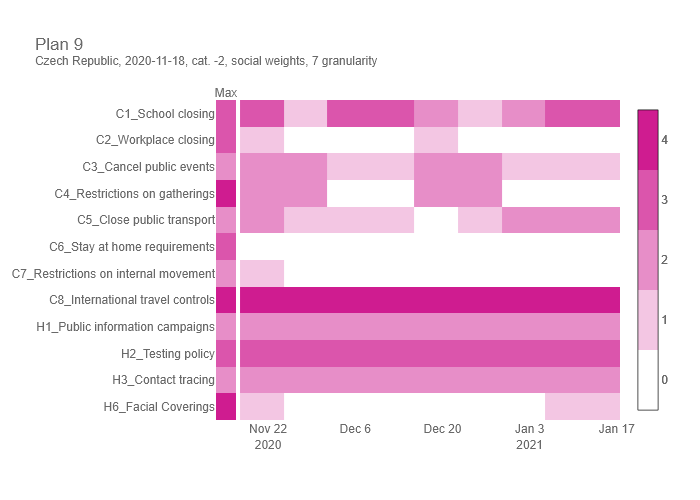 Plan 9
Czech Republic, 2020-11-18, cat. -2, social weights, 7 granularity
Max
C1_School closing
C2_Workplace closing
C3_Cancel public events
C4_Restrictions on gatherings
C5_Close public transport
C6_Stay at home requirements
C7_Restrictions on internal movement
C8_International travel controls
H1_Public information campaigns
H2_Testing policy
H3_Contact tracing
H6_Facial Coverings
Nov 22 Dec 6 Dec 20 Jan 3 Jan 17
2020 2021
4
3
2
1
0